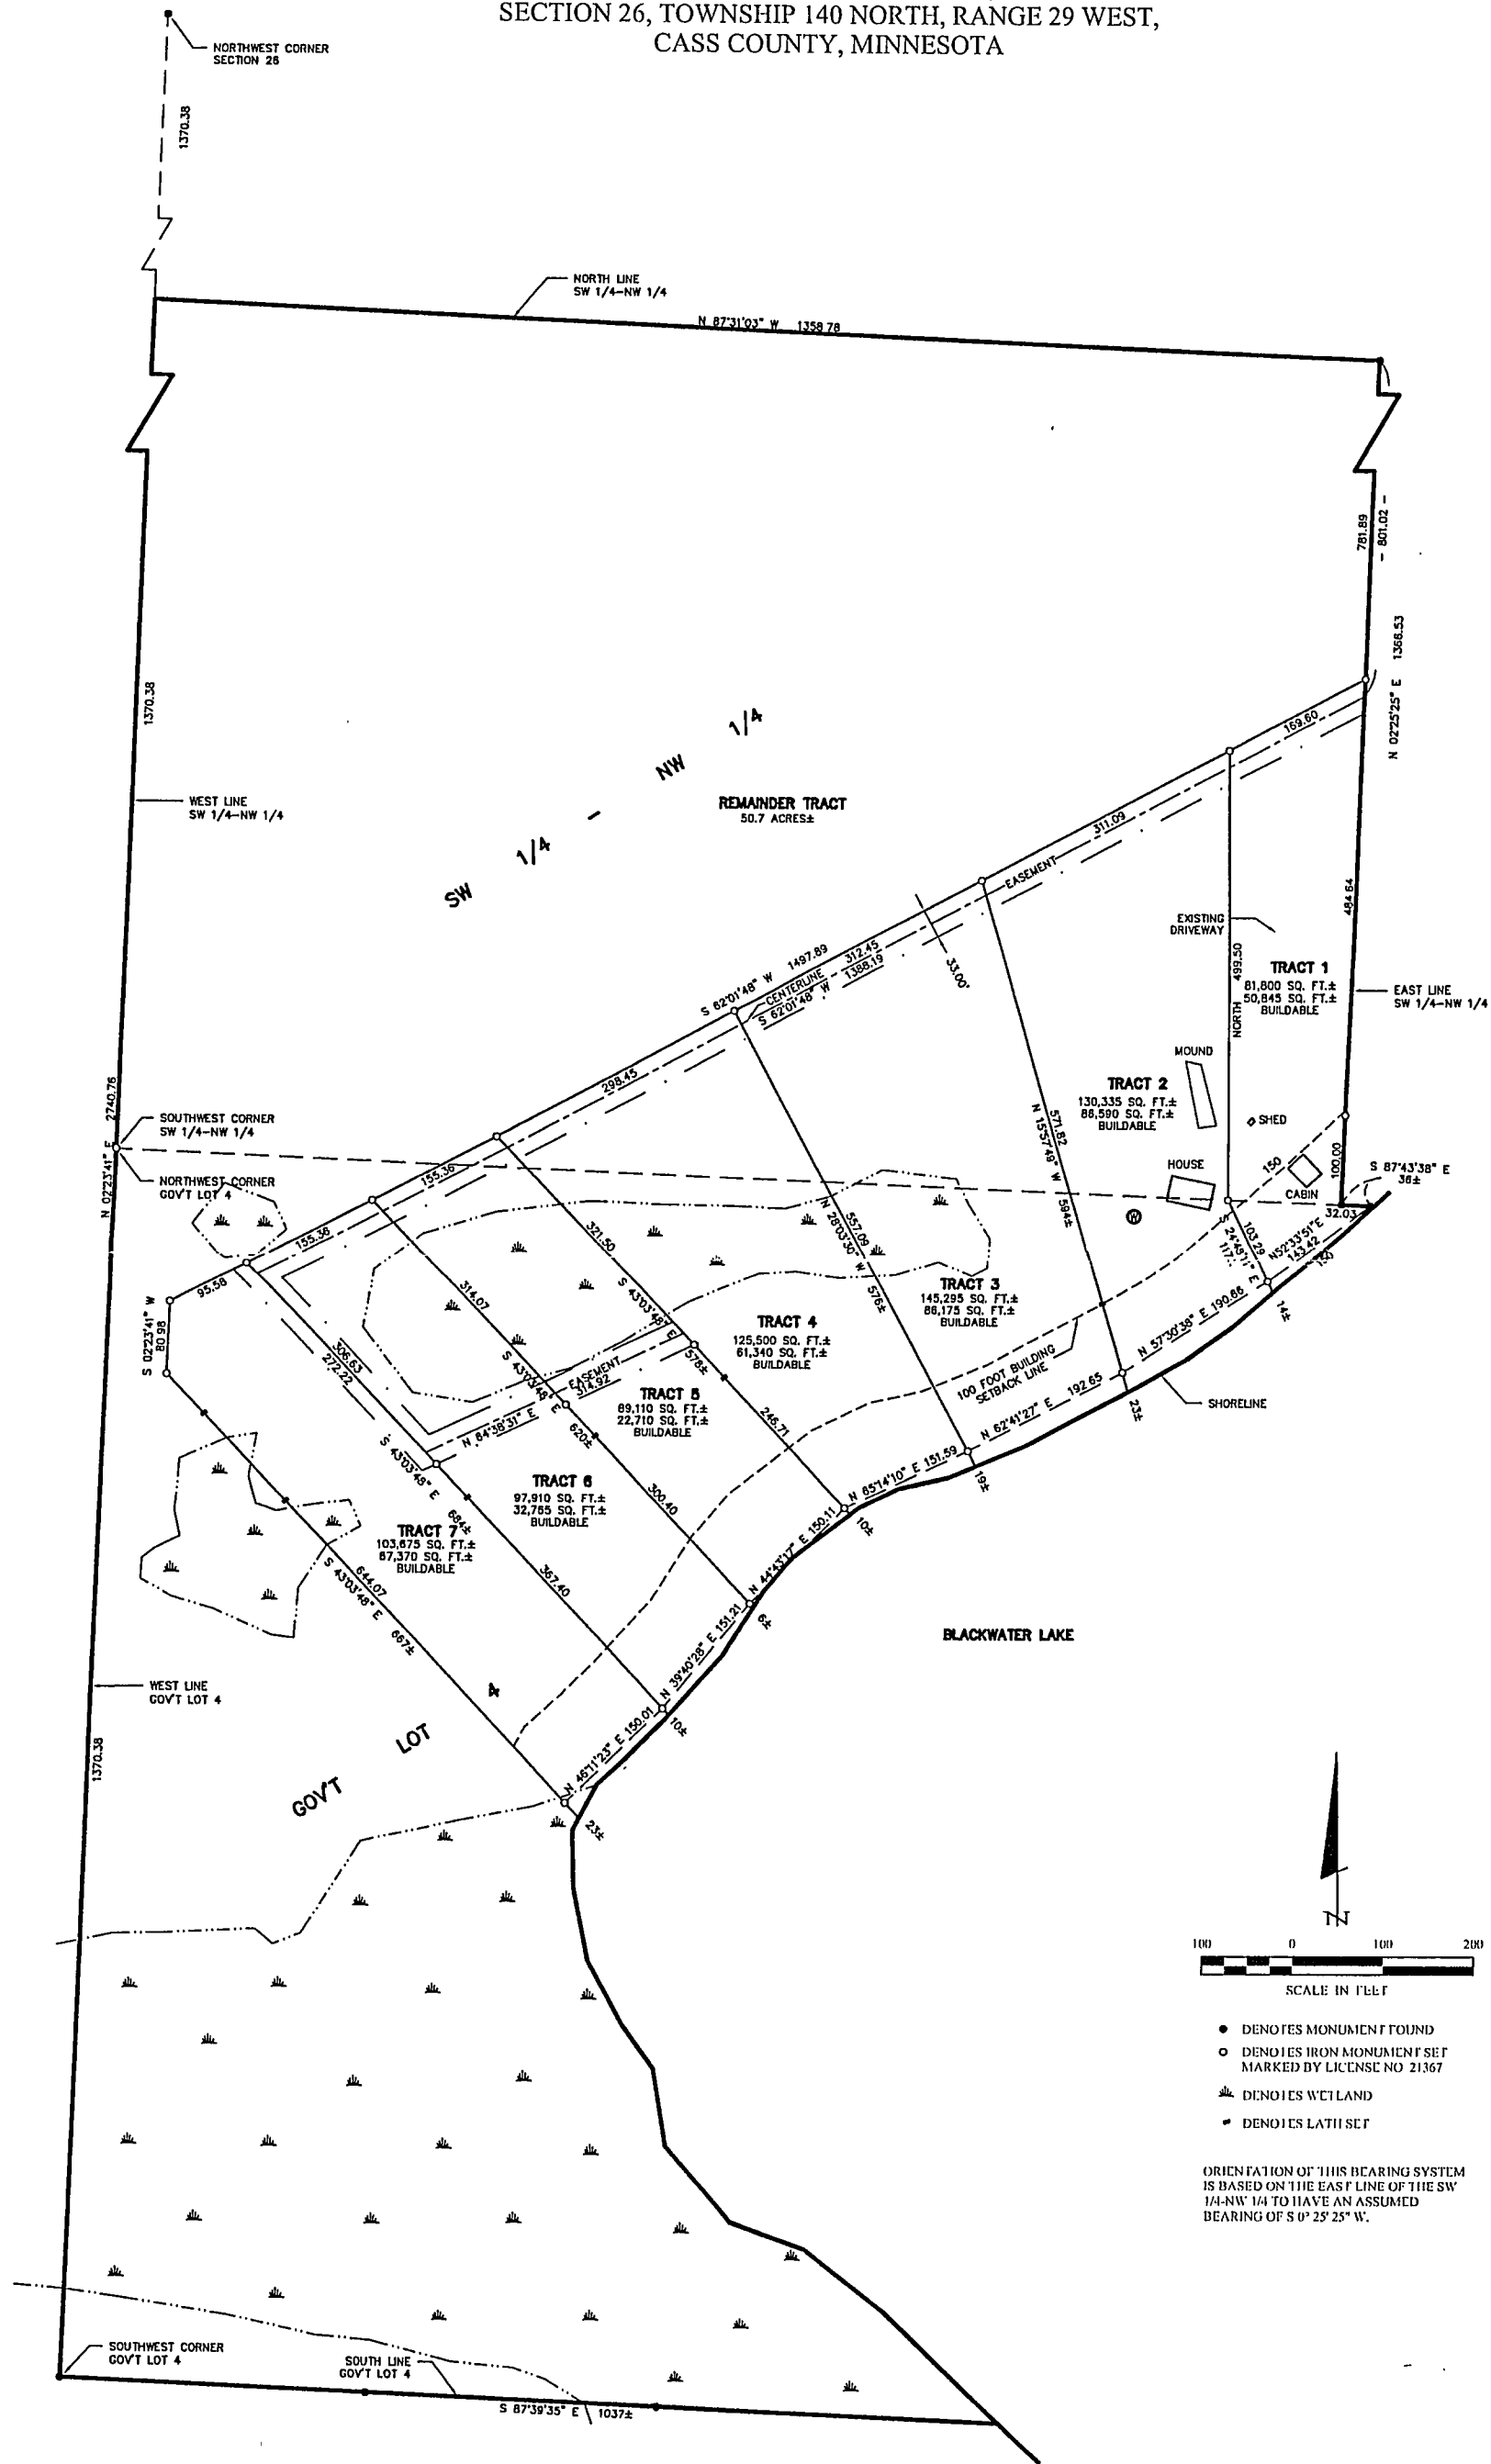 SECTION 26, TOWNSHIP 140 NORTH, RANGE 29 WEST,
CASS COUNTY, MINNESOTA
NORTHWEST CORNER
SECTION 26
1370.38
NORTH LINE
SW 1/4-NW 1/4
N 87°31'03" W 1358.78
781.89
- 801.02 -
N 02°25'25" E 1366.53
1370.38
WEST LINE
SW 1/4-NW 1/4
SW 1/4 - NW 1/4
REMAINDER TRACT
50.7 ACRES±
169.60
311.09
EASEMENT
484.64
EXISTING
DRIVEWAY
NORTH 499.50
TRACT 1
81,800 SQ. FT.±
50,845 SQ. FT.±
BUILDABLE
EAST LINE
SW 1/4-NW 1/4
33.00'
S 62°01'48" W 1497.89
312.45
CENTERLINE
S 62°01'48" W 1388.19
298.45
MOUND
TRACT 2
130,335 SQ. FT.±
86,590 SQ. FT.±
BUILDABLE
571.82
N 15°57'49" W 594±
SHED
HOUSE
150
CABIN
100.00
S 87°43'38" E
36±
32.03
N 02°23'41" E 2740.76
SOUTHWEST CORNER
SW 1/4-NW 1/4
NORTHWEST CORNER
GOV'T LOT 4
155.36
155.36
95.58
S 02°23'41" W
80.98
W
103.29
S 24°48'11" E
117±
N52°33'51"E
143.42
150
14±
557.09
N 28°03'30" W 576±
321.50
S 43°03'48" E
578±
314.07
S 43°03'48" E
620±
306.63
272.22
S 43°03'48" E
684±
TRACT 3
145,295 SQ. FT.±
86,175 SQ. FT.±
BUILDABLE
TRACT 4
125,500 SQ. FT.±
61,340 SQ. FT.±
BUILDABLE
EASEMENT
314.92
N 64°38'31" E
TRACT 5
89,110 SQ. FT.±
22,710 SQ. FT.±
BUILDABLE
100 FOOT BUILDING
SETBACK LINE
N 57°30'38" E 190.66
N 62°41'27" E 192.65
23±
SHORELINE
246.71
N 65°14'10" E 151.59
19±
TRACT 6
97,910 SQ. FT.±
32,765 SQ. FT.±
BUILDABLE
300.40
N 44°43'17" E 150.11
10±
TRACT 7
103,675 SQ. FT.±
67,370 SQ. FT.±
BUILDABLE
367.40
N 39°40'28" E 151.21
6±
644.07
S 43°03'48" E 667±
BLACKWATER LAKE
N 46°11'23" E 150.01
10±
23±
WEST LINE
GOV'T LOT 4
1370.38
GOV'T LOT 4
N
100 0 100 200
SCALE IN FEET
DENOTES MONUMENT FOUND
DENOTES IRON MONUMENT SET
MARKED BY LICENSE NO 21367
DENOTES WETLAND
DENOTES LATH SET
ORIENTATION OF THIS BEARING SYSTEM
IS BASED ON THE EAST LINE OF THE SW
1/4-NW 1/4 TO HAVE AN ASSUMED
BEARING OF S 0° 25' 25" W.
SOUTHWEST CORNER
GOV'T LOT 4
SOUTH LINE
GOV'T LOT 4
S 87°39'35" E 1037±